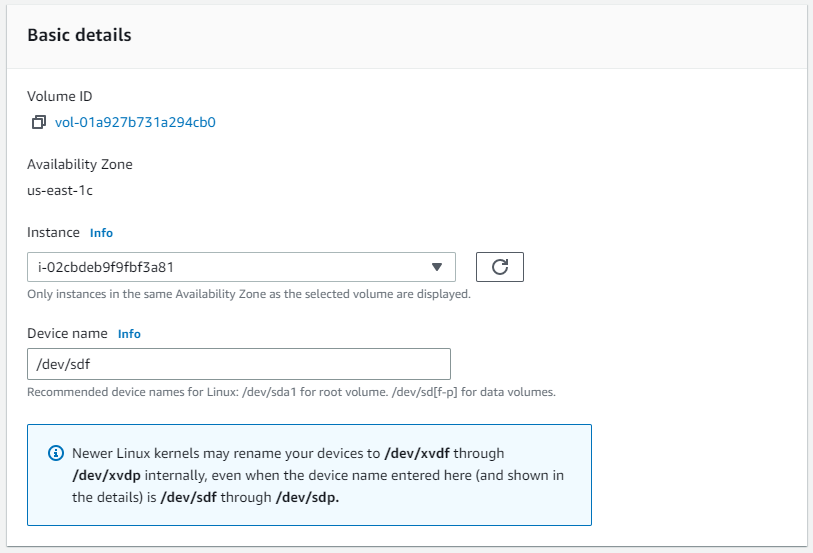 Basic details
Volume ID
vol-01a927b731a294cb0
Availability Zone
us-east-1c
Instance Info
i-02cbdeb9f9fbf3a81
Only instances in the same Availability Zone as the selected volume are displayed.
Device name Info
/dev/sdf
Recommended device names for Linux: /dev/sda1 for root volume. /dev/sd[f-p] for data volumes.
Newer Linux kernels may rename your devices to /dev/xvdf through
/dev/xvdp internally, even when the device name entered here (and shown in
the details) is /dev/sdf through /dev/sdp.